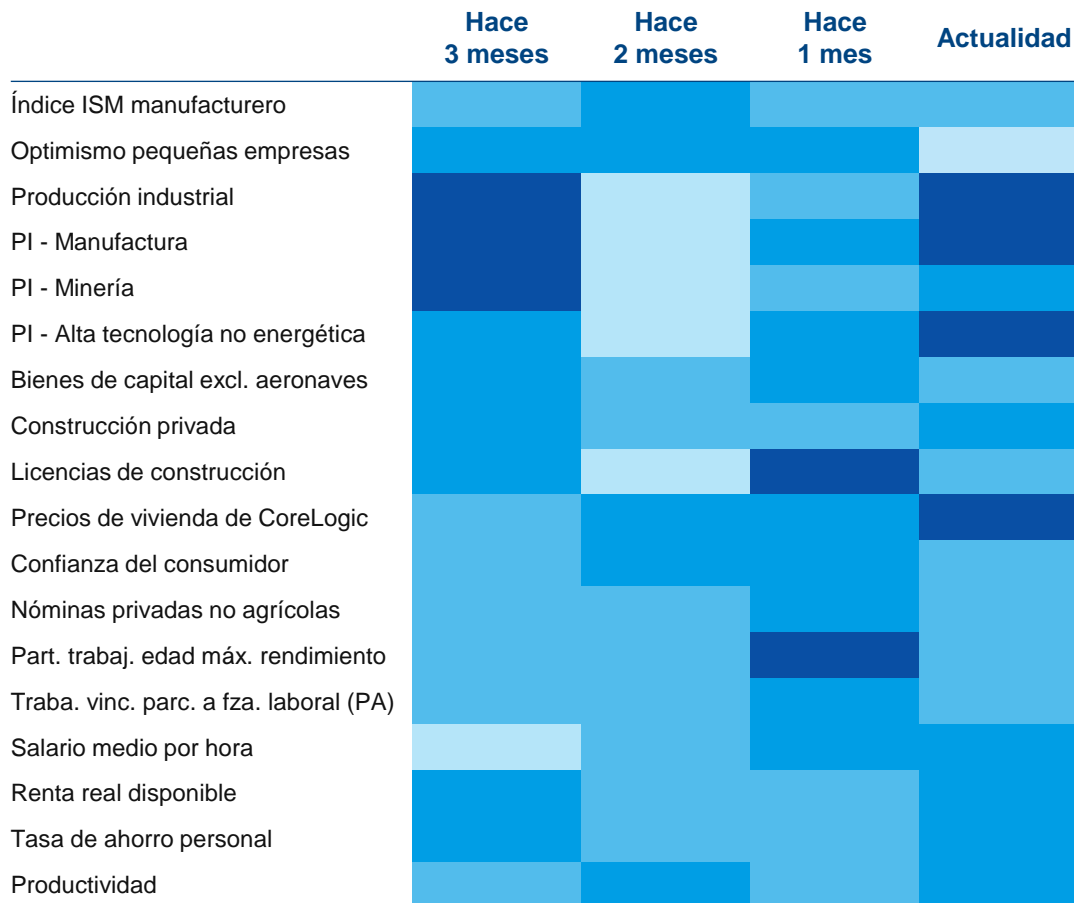 Hace
3 meses
Hace
2 meses
Hace
1 mes
Actualidad
Índice ISM manufacturero
Optimismo pequeñas empresas
Producción industrial
PI - Manufactura
PI - Minería
PI - Alta tecnología no energética
Bienes de capital excl. aeronaves
Construcción privada
Licencias de construcción
Precios de vivienda de CoreLogic
Confianza del consumidor
Nóminas privadas no agrícolas
Part. trabaj. edad máx. rendimiento
Traba. vinc. parc. a fza. laboral (PA)
Salario medio por hora
Renta real disponible
Tasa de ahorro personal
Productividad